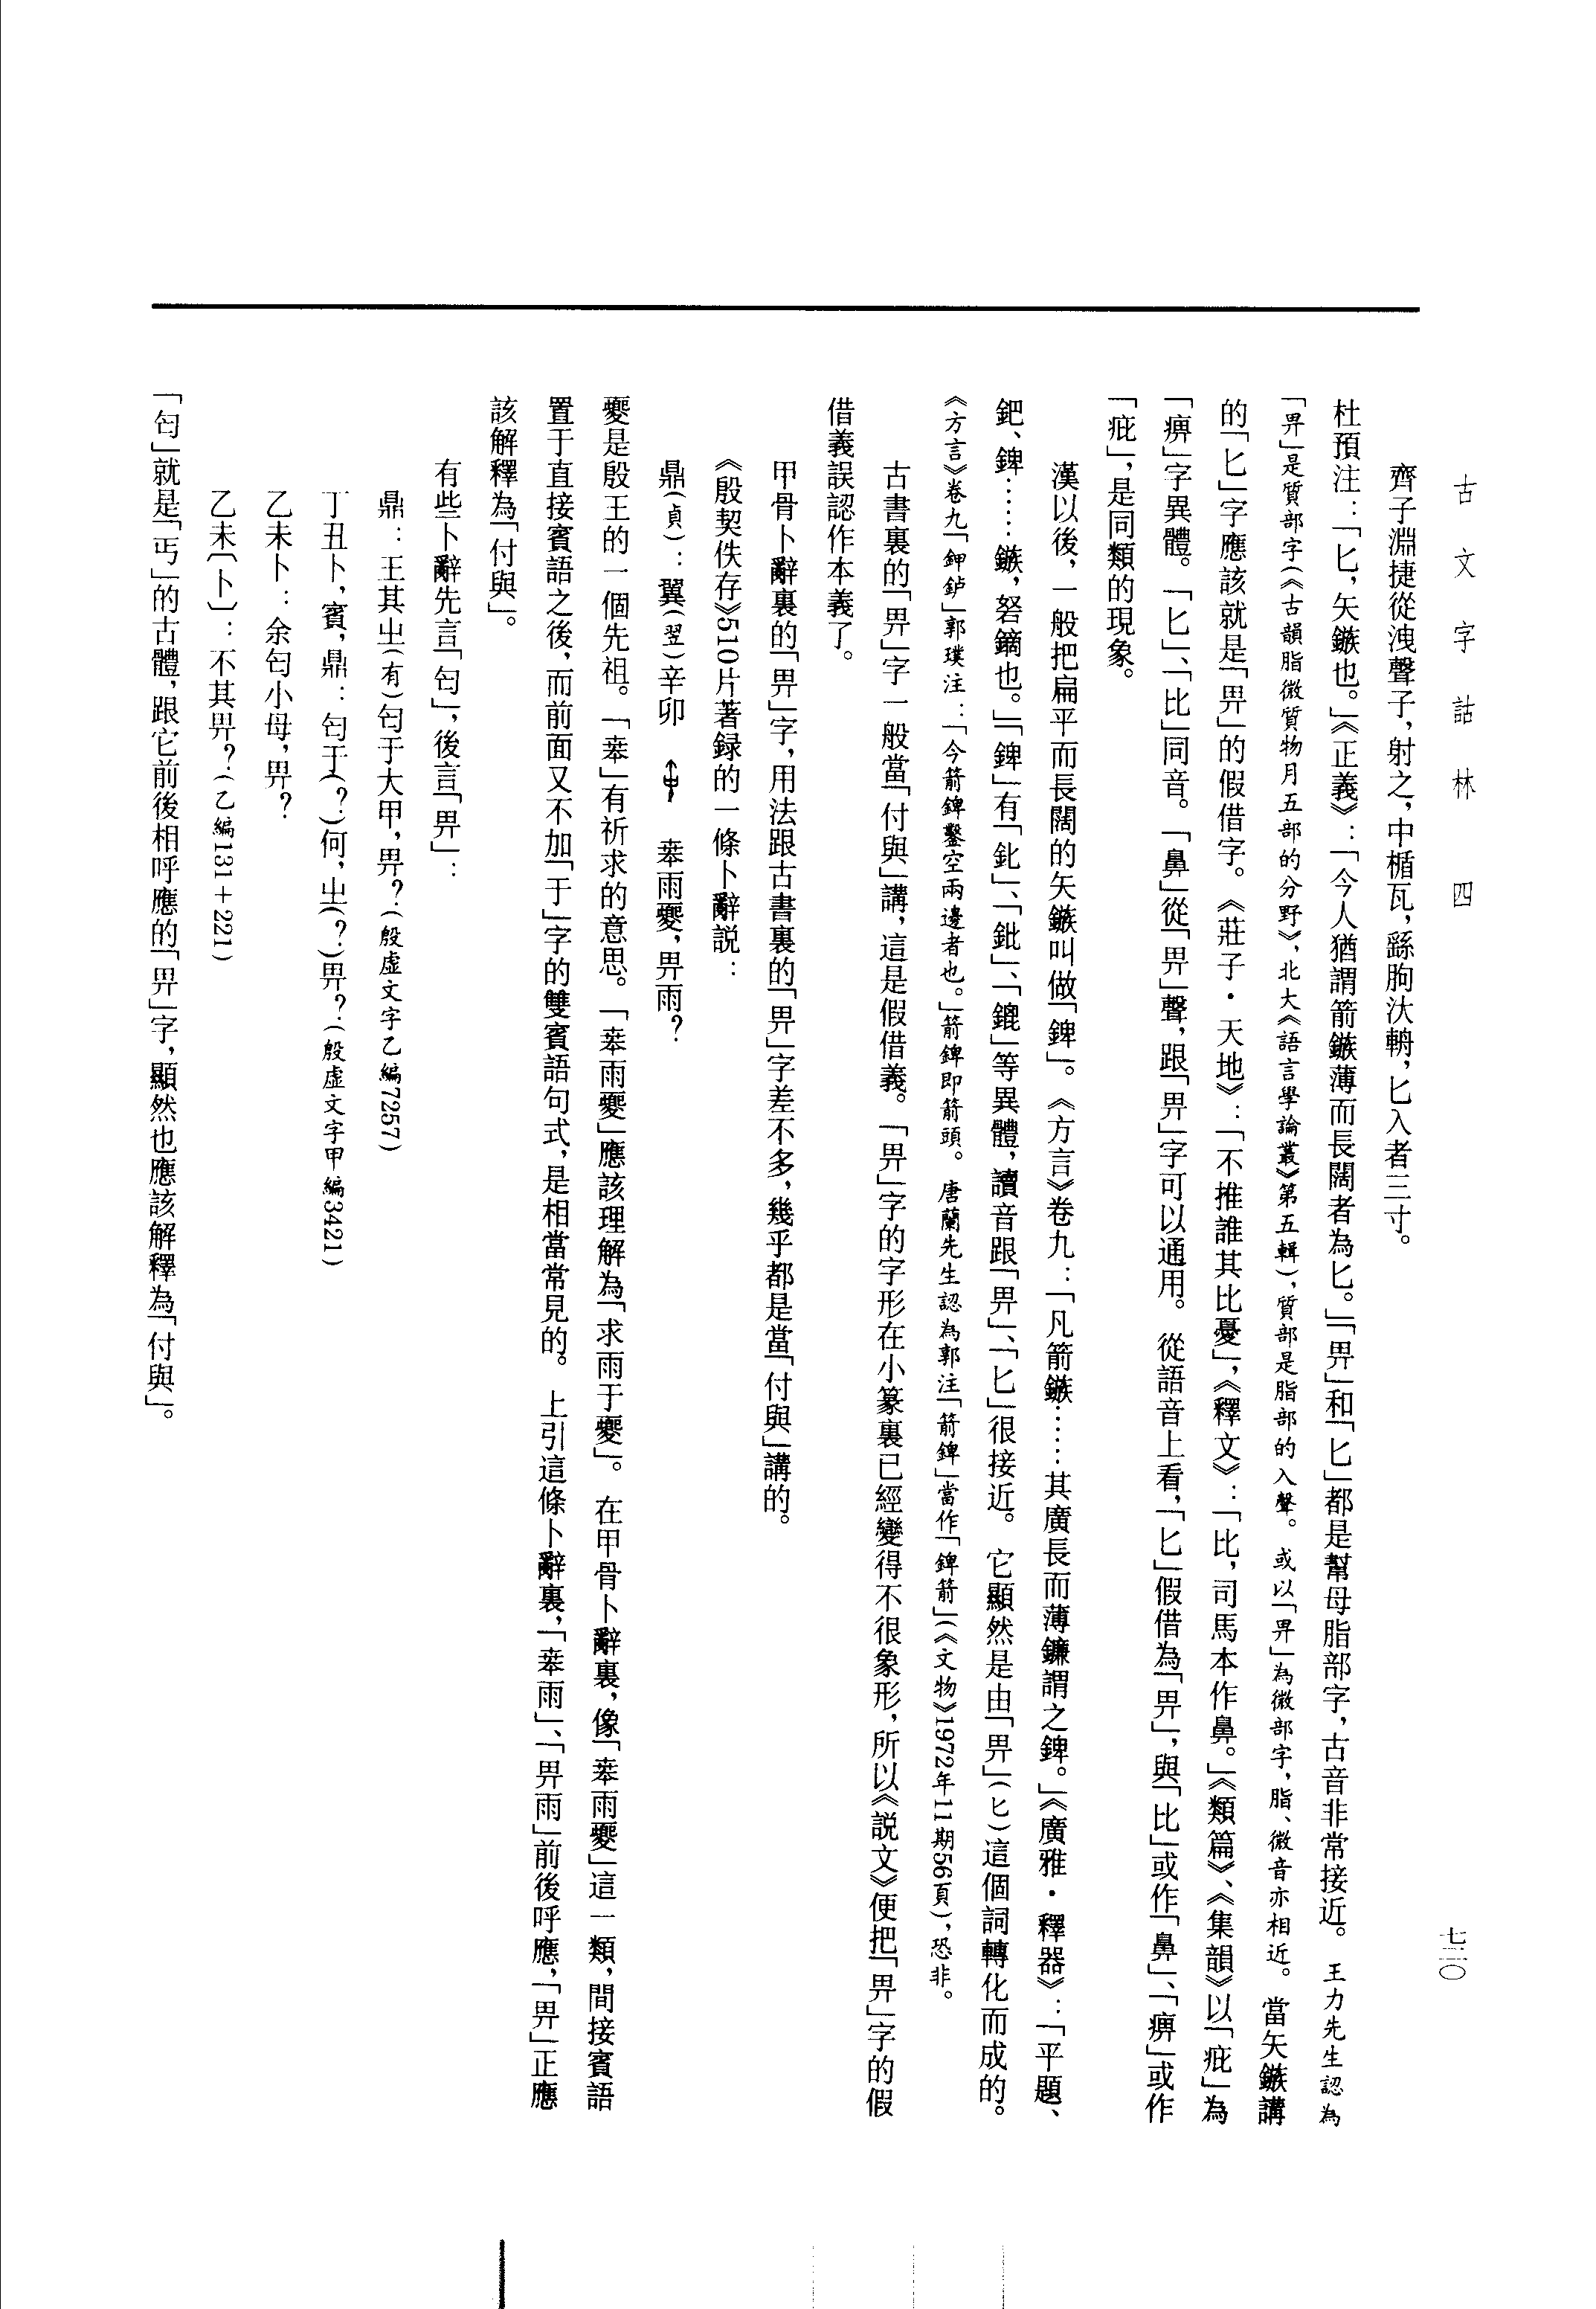 古文字詁林 四
七三〇
齊子淵捷從洩聲子，射之，中楯瓦，繇朐汰輈，匕入者三寸。
杜預注：「匕，矢鏃也。」《正義》：「今人猶謂箭鏃薄而長闊者為匕。」「畀」和「匕」都是幫母脂部字，古音非常接近。王力先生認為
「畀」是質部字（《古韻脂微質物月五部的分野》，北大《語言學論叢》第五輯），質部是脂部的入聲。或以「畀」為微部字，脂、微音亦相近。當矢鏃講
的「匕」字應該就是「畀」的假借字。《莊子·天地》：「不推誰其比憂」，《釋文》：「比，司馬本作鼻。」《類篇》、《集韻》以「疪」為
「痹」字異體。「匕」、「比」同音。「鼻」從「畀」聲，跟「畀」字可以通用。從語音上看，「匕」假借為「畀」，與「比」或作「鼻」、「痹」或作
「疪」，是同類的現象。
漢以後，一般把扁平而長闊的矢鏃叫做「錍」。《方言》卷九：「凡箭鏃……其廣長而薄鐮謂之錍。」《廣雅·釋器》：「平題、
鈀、錍……鏃，砮鏑也。」「錍」有「鈚」、「鈚」、「鎞」等異體，讀音跟「畀」、「匕」很接近。它顯然是由「畀」（匕）這個詞轉化而成的。
《方言》卷九「鉀鈩」郭璞注：「今箭錍鑿空兩邊者也。」箭錍即箭頭。唐蘭先生認為郭注「箭錍」當作「錍箭」（《文物》1972年11期56頁），恐非。
古書裏的「畀」字一般當「付與」講，這是假借義。「畀」字的字形在小篆裏已經變得不很象形，所以《説文》便把「畀」字的假
借義誤認作本義了。
甲骨卜辭裏的「畀」字，用法跟古書裏的「畀」字差不多，幾乎都是當「付與」講的。
《殷契佚存》510片著録的一條卜辭説：
鼎（貞）：翼（翌）辛卯 𠦪雨夒，畀雨？
夒是殷王的一個先祖。「𠦪」有祈求的意思。「𠦪雨夒」應該理解為「求雨于夒」。在甲骨卜辭裏，像「𠦪雨夒」這一類，間接賓語
置于直接賓語之後，而前面又不加「于」字的雙賓語句式，是相當常見的。上引這條卜辭裏，「𠦪雨」、「畀雨」前後呼應，「畀」正應
該解釋為「付與」。
有些卜辭先言「匄」，後言「畀」：
鼎：王其㞢（有）匄于大甲，畀？（殷虛文字乙編7257）
丁丑卜，賓，鼎：匄于（？）何，㞢（？）畀？（殷虛文字甲編3421）
乙未卜：余匄小母，畀？
乙未〔卜〕：不其畀？（乙編131＋221）
「匄」就是「丐」的古體，跟它前後相呼應的「畀」字，顯然也應該解釋為「付與」。